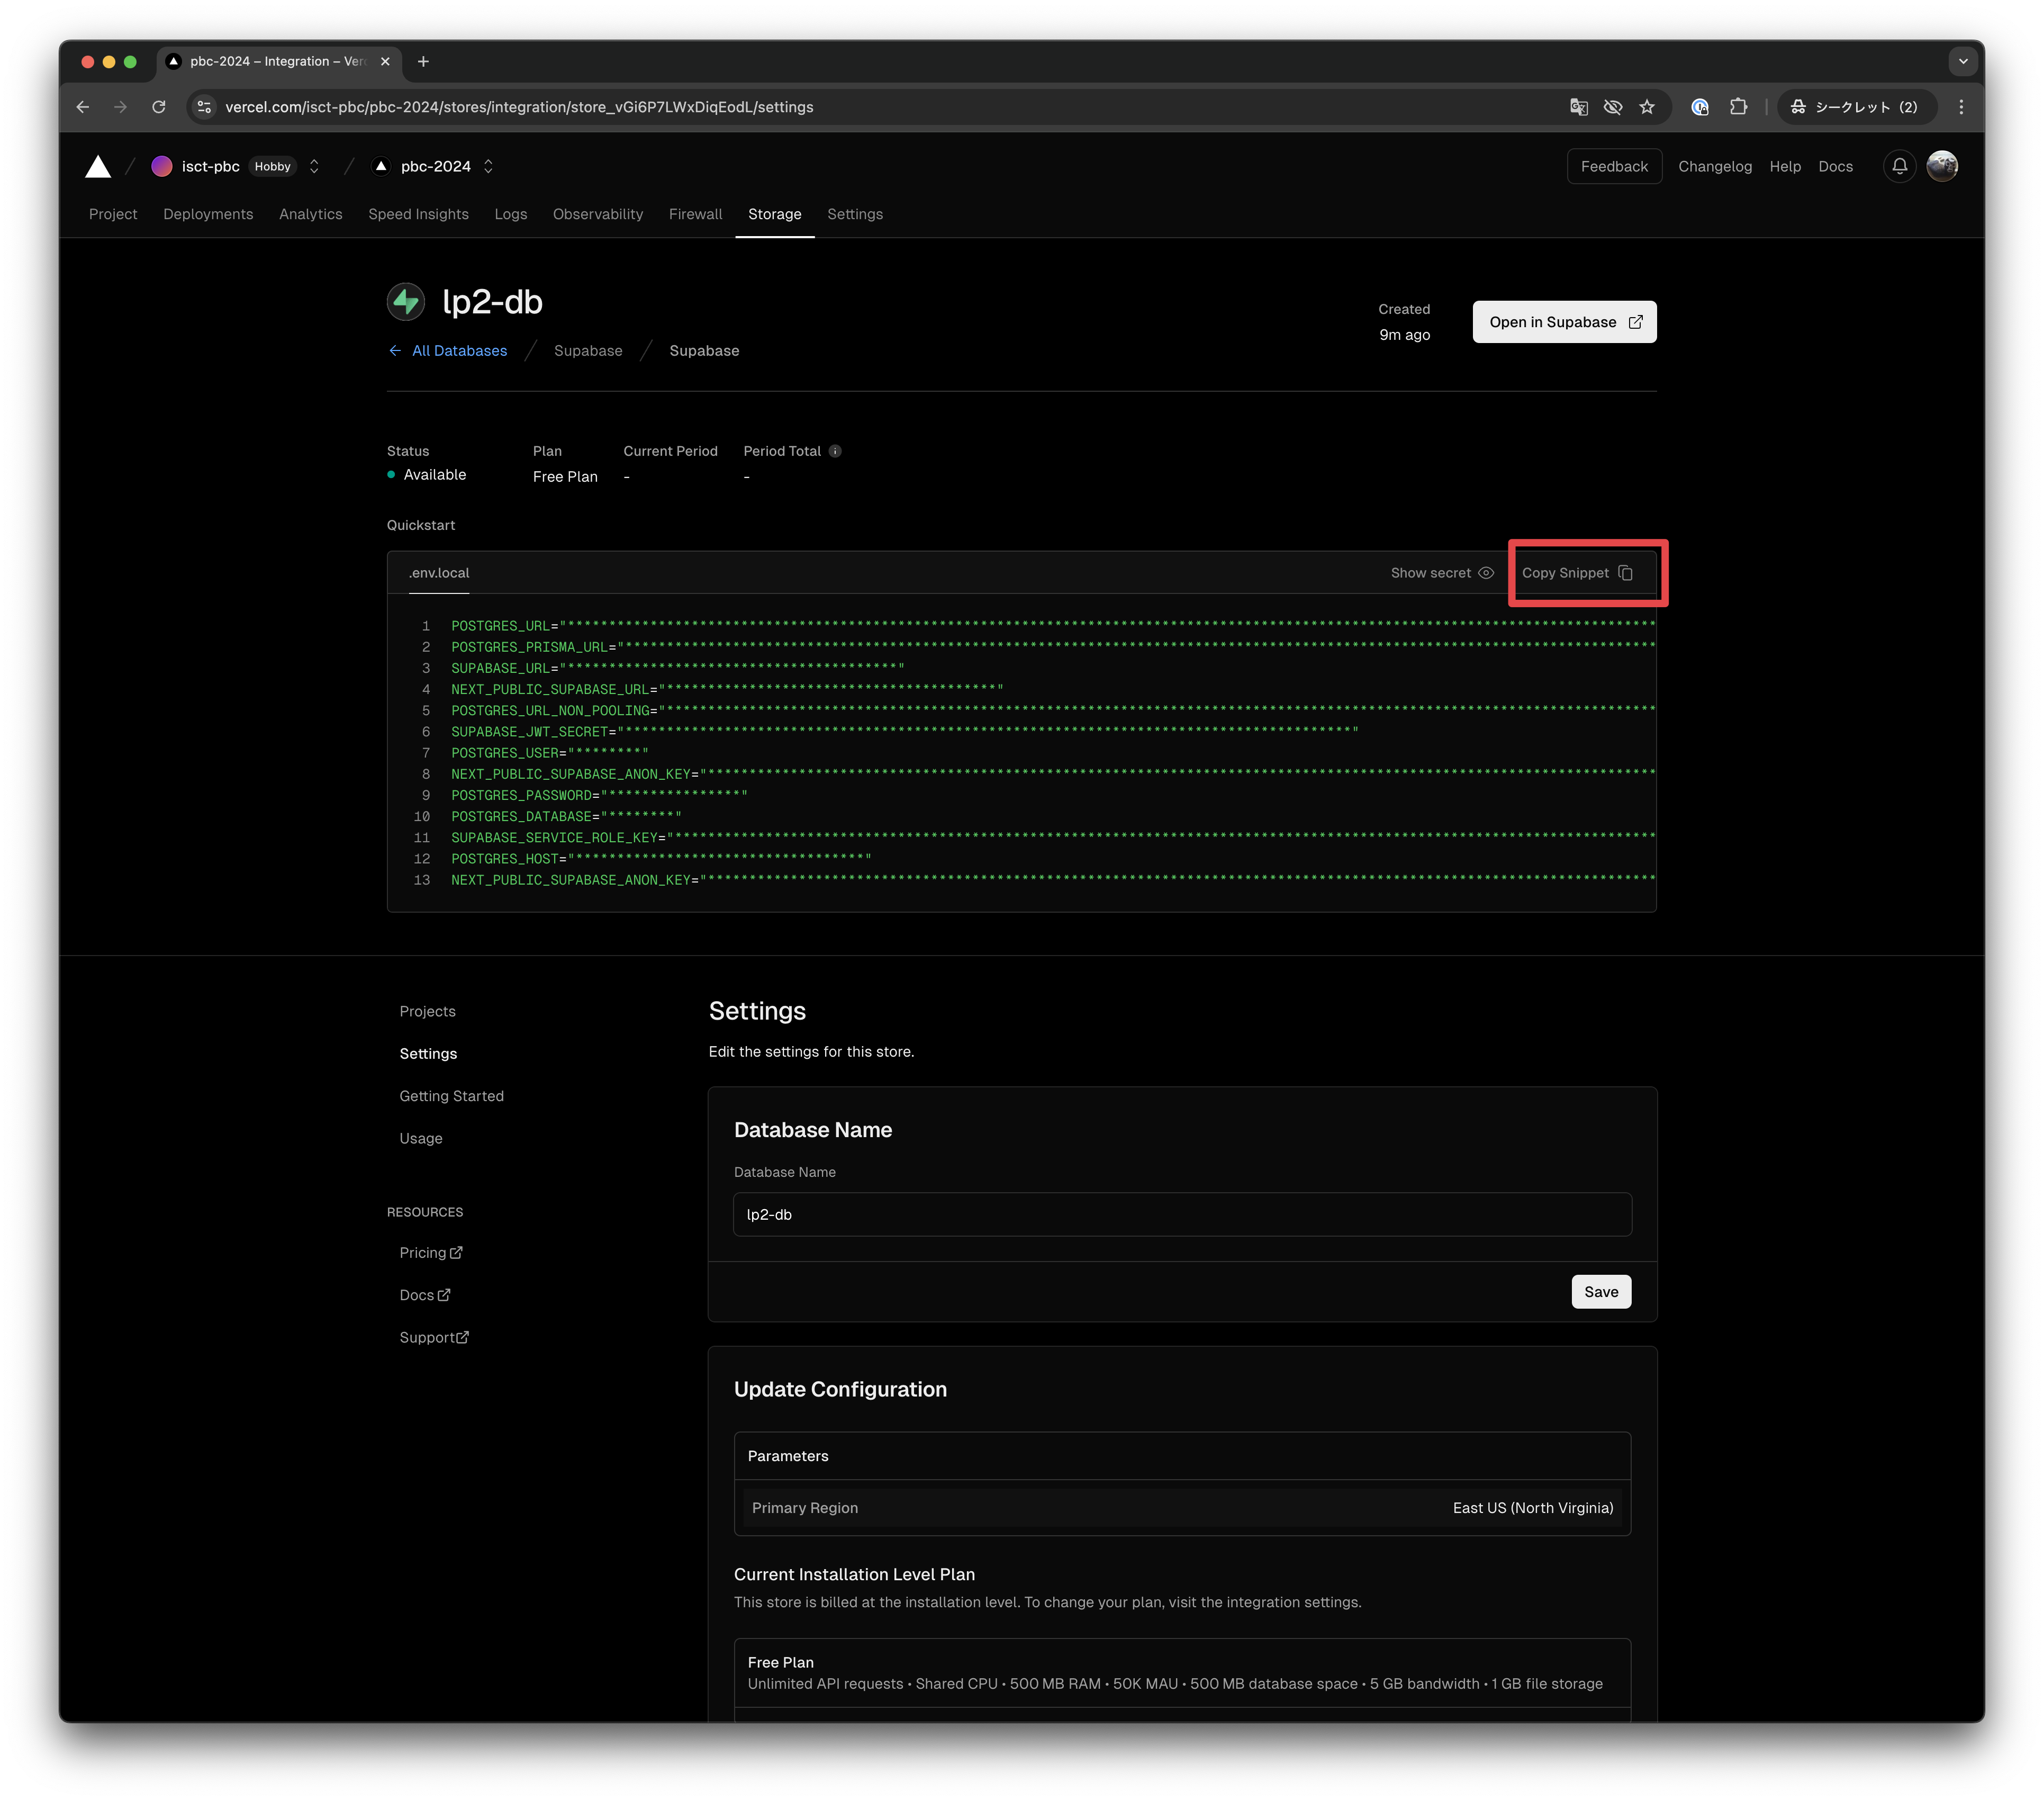 pbc-2024 – Integration – Ver
vercel.com/isct-pbc/pbc-2024/stores/integration/store_vGi6P7LWxDiqEodL/settings
シークレット（2）
isct-pbc Hobby
pbc-2024
Feedback
Changelog
Help
Docs
Project
Deployments
Analytics
Speed Insights
Logs
Observability
Firewall
Storage
Settings
lp2-db
All Databases / Supabase / Supabase
Created
9m ago
Open in Supabase
Status
Available
Plan
Free Plan
Current Period
-
Period Total
-
Quickstart
.env.local
Show secret
Copy Snippet
1 POSTGRES_URL="***
2 POSTGRES_PRISMA_URL="***
3 SUPABASE_URL="****************************************"
4 NEXT_PUBLIC_SUPABASE_URL="****************************************"
5 POSTGRES_URL_NON_POOLING="***
6 SUPABASE_JWT_SECRET="****************************************************************************************"
7 POSTGRES_USER="********"
8 NEXT_PUBLIC_SUPABASE_ANON_KEY="***
9 POSTGRES_PASSWORD="****************"
10 POSTGRES_DATABASE="********"
11 SUPABASE_SERVICE_ROLE_KEY="***
12 POSTGRES_HOST="***********************************"
13 NEXT_PUBLIC_SUPABASE_ANON_KEY="***
Projects
Settings
Getting Started
Usage
RESOURCES
Pricing
Docs
Support
Settings
Edit the settings for this store.
Database Name
Database Name
lp2-db
Save
Update Configuration
Parameters
Primary Region
East US (North Virginia)
Current Installation Level Plan
This store is billed at the installation level. To change your plan, visit the integration settings.
Free Plan
Unlimited API requests • Shared CPU • 500 MB RAM • 50K MAU • 500 MB database space • 5 GB bandwidth • 1 GB file storage